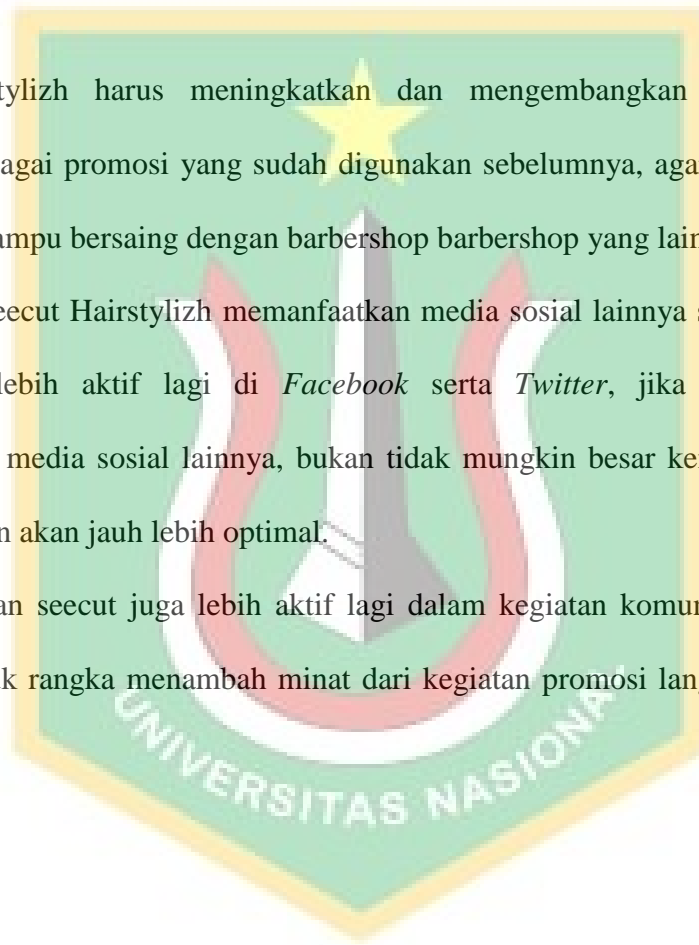 tylizh harus meningkatkan dan mengembangkan
agai promosi yang sudah digunakan sebelumnya, aga
ampu bersaing dengan barbershop barbershop yang lain
eecut Hairstylizh memanfaatkan media sosial lainnya s
lebih aktif lagi di Facebook serta Twitter, jika
media sosial lainnya, bukan tidak mungkin besar ke
n akan jauh lebih optimal.
an seecut juga lebih aktif lagi dalam kegiatan komu
k rangka menambah minat dari kegiatan promosi lan
UNIVERSITAS NASIONAL